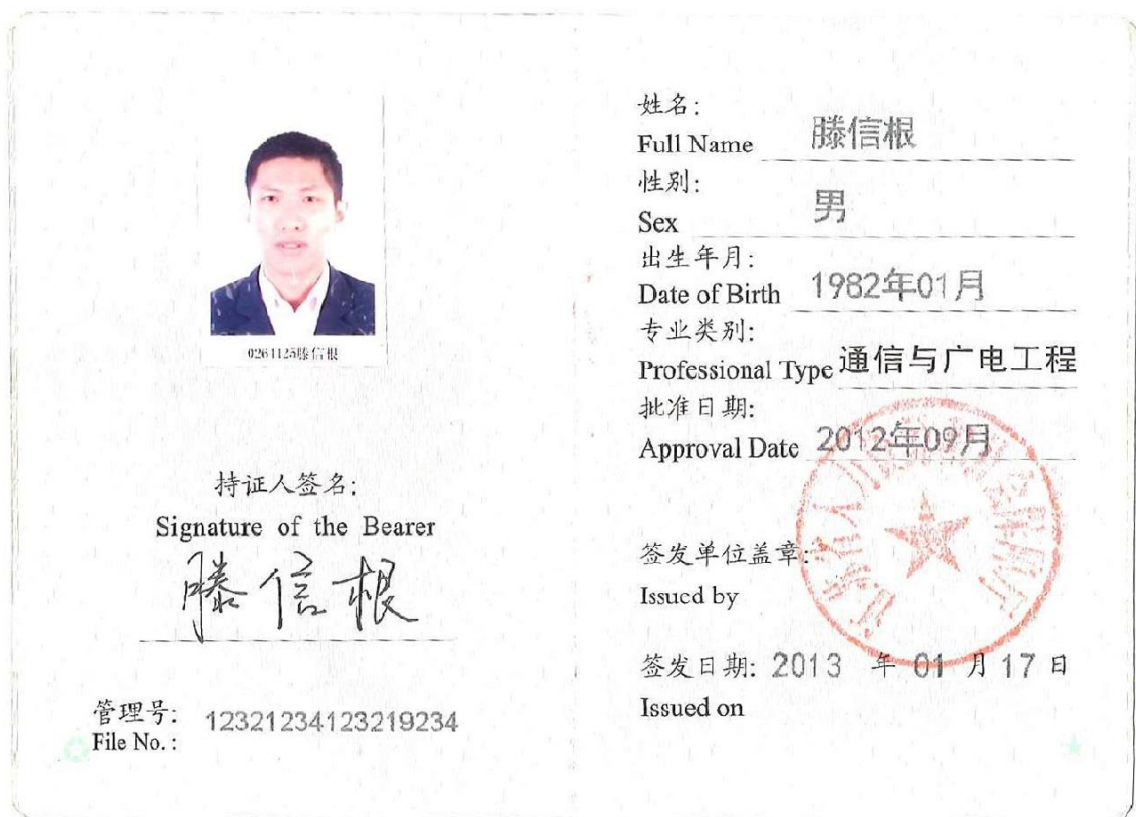 0264125滕信根
持证人签名:
Signature of the Bearer
滕信根
管理号: 12321234123219234
File No.:
姓名:
Full Name 滕信根
性别:
Sex 男
出生年月:
Date of Birth 1982年01月
专业类别:
Professional Type 通信与广电工程
批准日期:
Approval Date 2012年09月
签发单位盖章:
Issued by
签发日期: 2013 年 01 月 17 日
Issued on